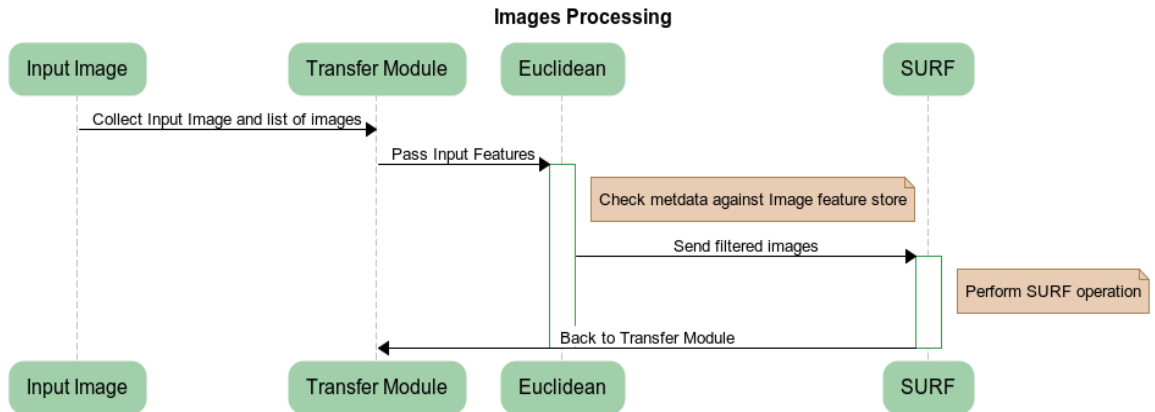 Images Processing
Input Image
Transfer Module
Euclidean
SURF
Collect Input Image and list of images
Pass Input Features
Check metdata against Image feature store
Send filtered images
Perform SURF operation
Back to Transfer Module
Input Image
Transfer Module
Euclidean
SURF